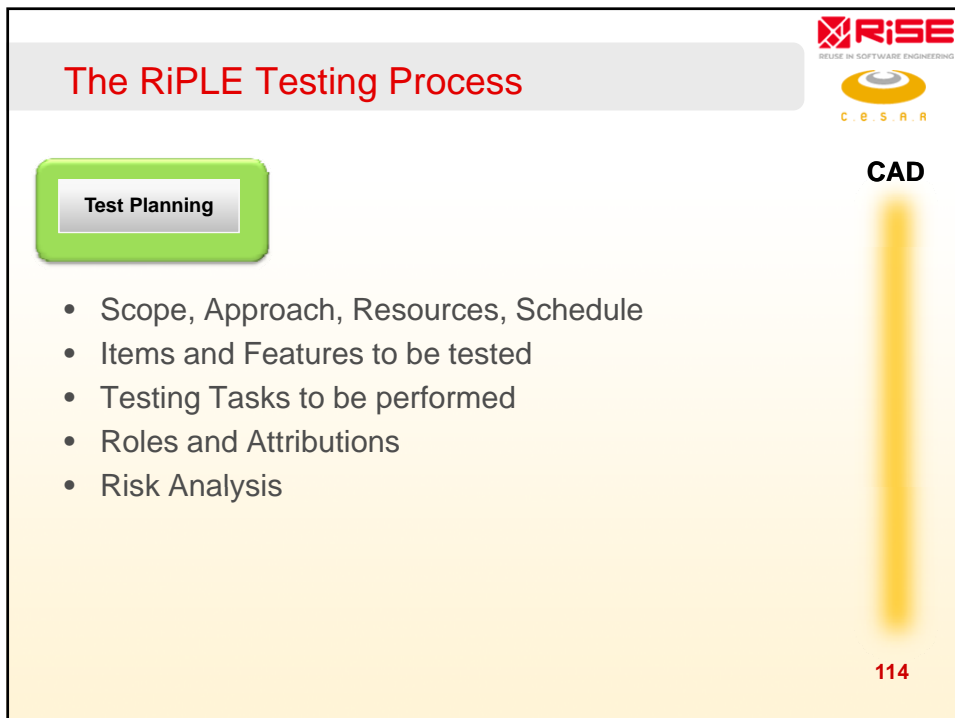 RiSE
REUSE IN SOFTWARE ENGINEERING
The RiPLE Testing Process
C.e.S.A.R
CAD
Test Planning
• Scope, Approach, Resources, Schedule
• Items and Features to be tested
• Testing Tasks to be performed
• Roles and Attributions
• Risk Analysis
114